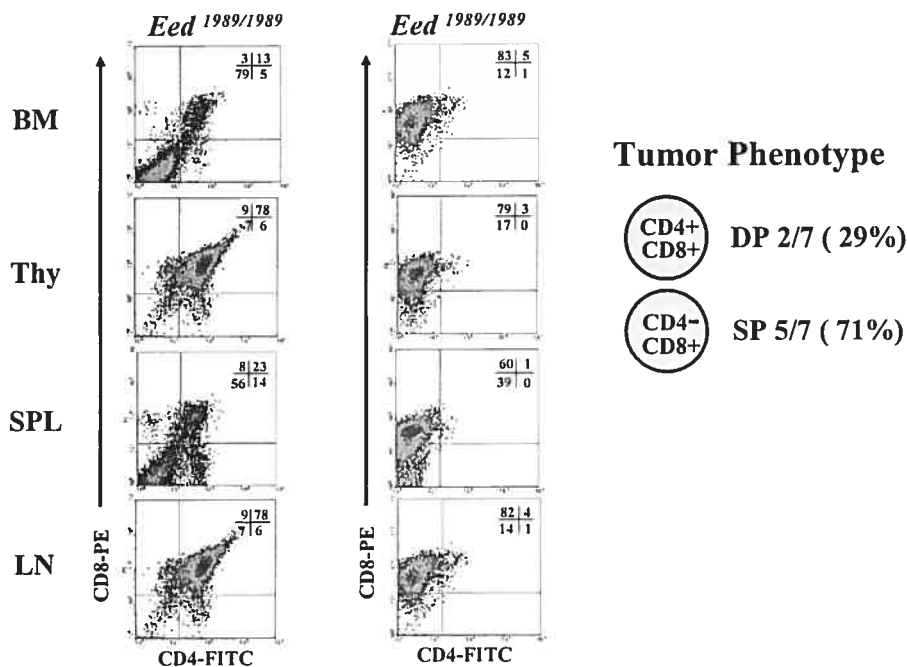 Eed 1989/1989
Eed 1989/1989
BM
3 13
79 5
83 5
12 1
Thy
9 78
7 6
79 3
17 0
SPL
8 23
56 14
60 1
39 0
LN
9 78
7 6
82 4
14 1
CD8-PE
CD8-PE
CD4-FITC
CD4-FITC
Tumor Phenotype
CD4+
CD8+
DP 2/7 ( 29%)
CD4-
CD8+
SP 5/7 ( 71%)